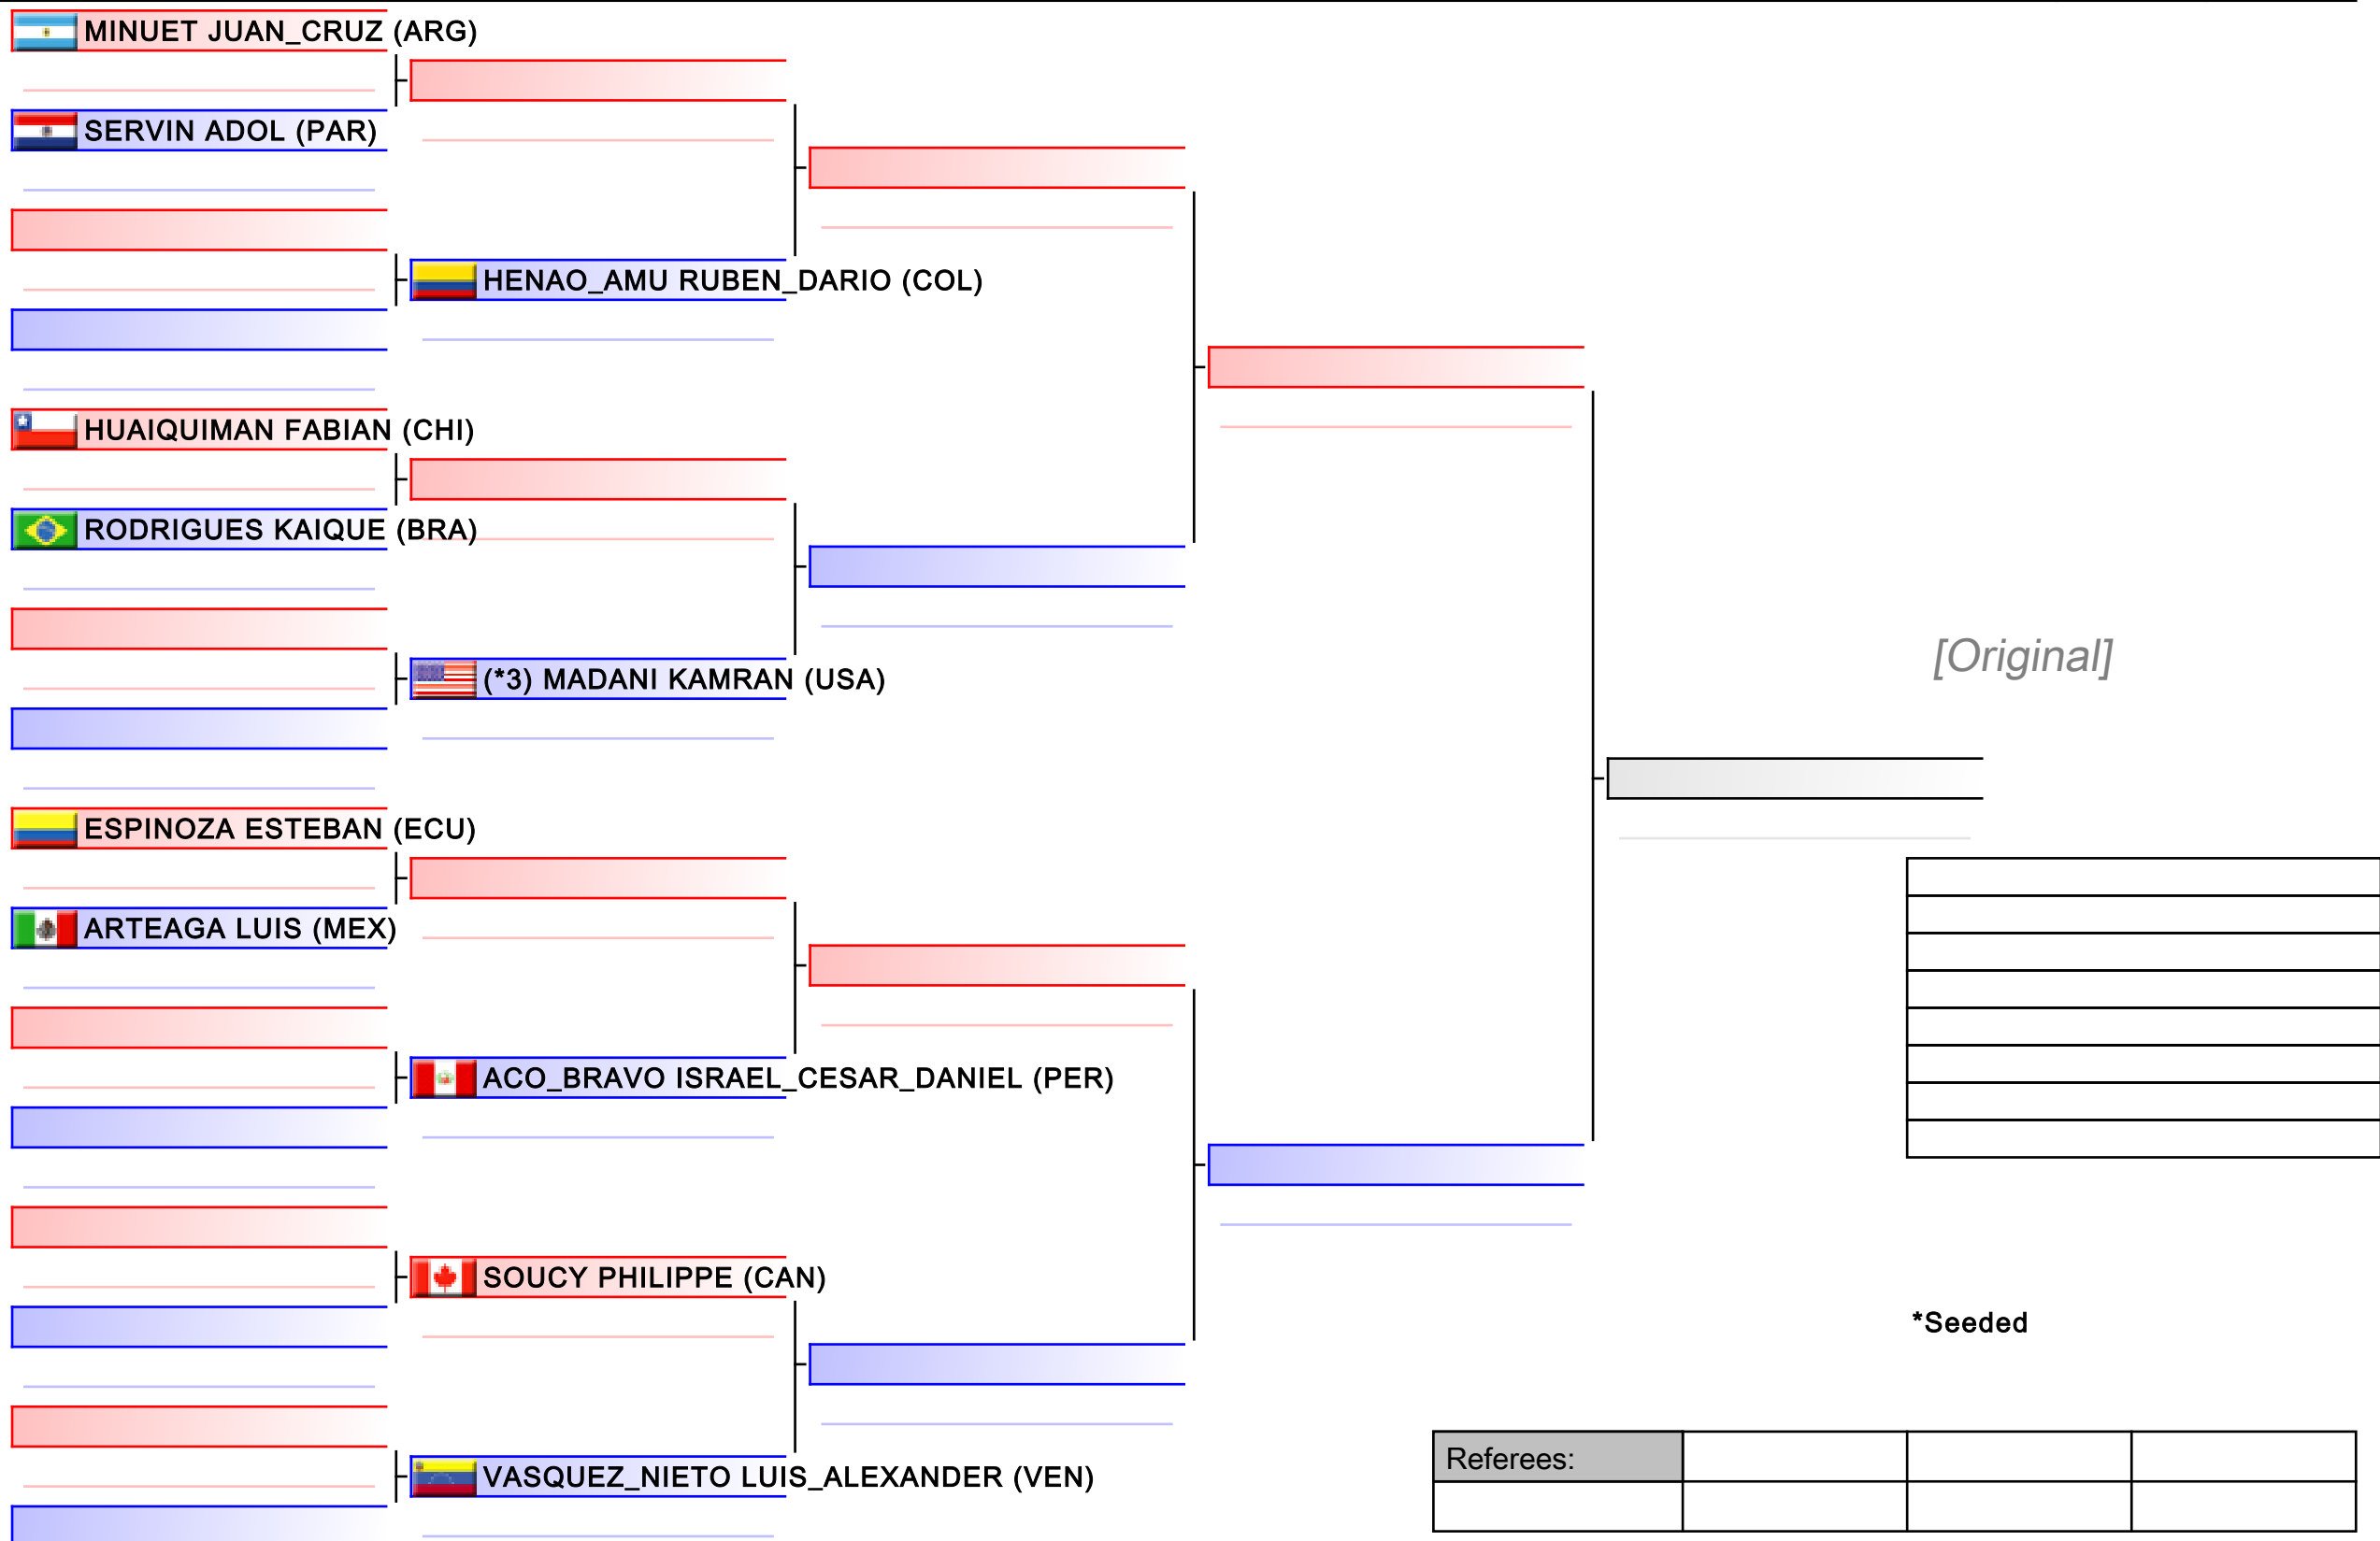 MINUET JUAN_CRUZ (ARG)
SERVIN ADOL (PAR)
HENAO_AMU RUBEN_DARIO (COL)
HUAIQUIMAN FABIAN (CHI)
RODRIGUES KAIQUE (BRA)
[Original]
(*3) MADANI KAMRAN (USA)
ESPINOZA ESTEBAN (ECU)
ARTEAGA LUIS (MEX)
ACO_BRAVO ISRAEL_CESAR_DANIEL (PER)
SOUCY PHILIPPE (CAN)
*Seeded
Referees:
VASQUEZ_NIETO LUIS_ALEXANDER (VEN)